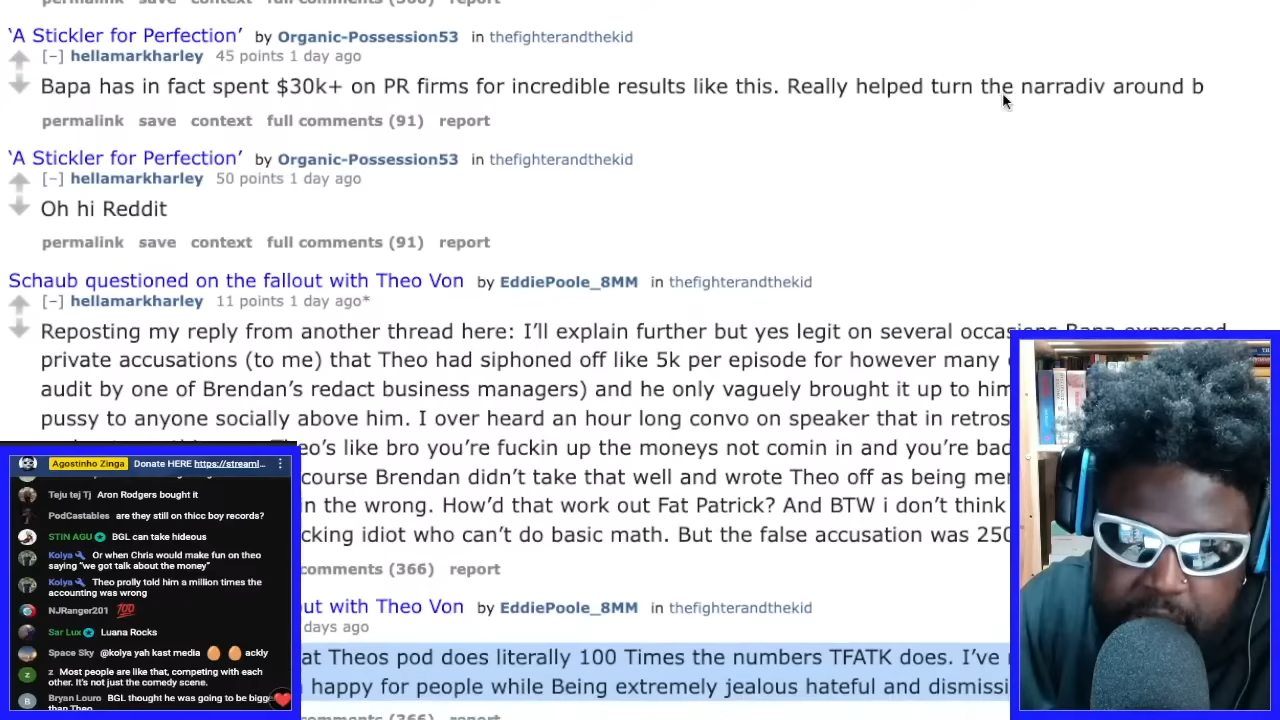 save context full comments (366) report
'A Stickler for Perfection' by Organic-Possession53 in thefighterandthekid
[–] hellamarkharley 45 points 1 day ago
Bapa has in fact spent $30k+ on PR firms for incredible results like this. Really helped turn the narradiv around b
permalink save context full comments (91) report
'A Stickler for Perfection' by Organic-Possession53 in thefighterandthekid
[–] hellamarkharley 50 points 1 day ago
Oh hi Reddit
permalink save context full comments (91) report
Schaub questioned on the fallout with Theo Von by EddiePoole_8MM in thefighterandthekid
[–] hellamarkharley 11 points 1 day ago*
Reposting my reply from another thread here: I'll explain further but yes legit on several occasions Bapa expressed
private accusations (to me) that Theo had siphoned off like 5k per episode for however many
audit by one of Brendan's redact business managers) and he only vaguely brought it up to him
pussy to anyone socially above him. I over heard an hour long convo on speaker that in retros
Theo's like bro you're fuckin up the moneys not comin in and you're bad
course Brendan didn't take that well and wrote Theo off as being mer
in the wrong. How'd that work out Fat Patrick? And BTW i don't think
cking idiot who can't do basic math. But the false accusation was 250
comments (366) report
out with Theo Von by EddiePoole_8MM in thefighterandthekid
days ago
at Theos pod does literally 100 Times the numbers TFATK does. I've
happy for people while Being extremely jealous hateful and dismissi
comments (366) report
Agostinho Zinga Donate HERE https://streaml...
Teju tej Tj Aron Rodgers bought it
PodCastables are they still on thicc boy records?
STIN AGU BGL can take hideous
Kolya Or when Chris would make fun on theo
saying "we got talk about the money"
Kolya Theo prolly told him a million times the
accounting was wrong
NJRanger201 100
Sar Lux Luana Rocks
Space Sky @kolya yah kast media ackly
z Most people are like that, competing with each
other. It's not just the comedy scene.
Bryan Louro BGL thought he was going to be bigge
than Theo